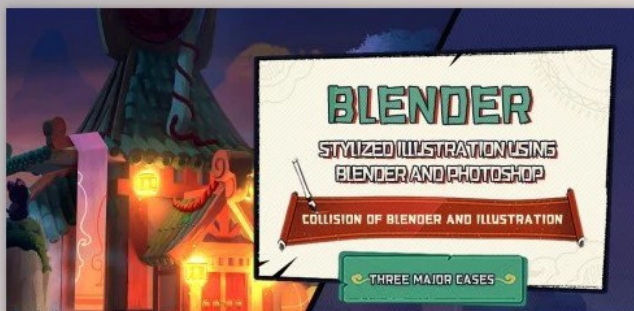 BLENDER
STYLIZED ILLUSTRATION USING
BLENDER AND PHOTOSHOP
COLLISION OF BLENDER AND ILLUSTRATION
THREE MAJOR CASES